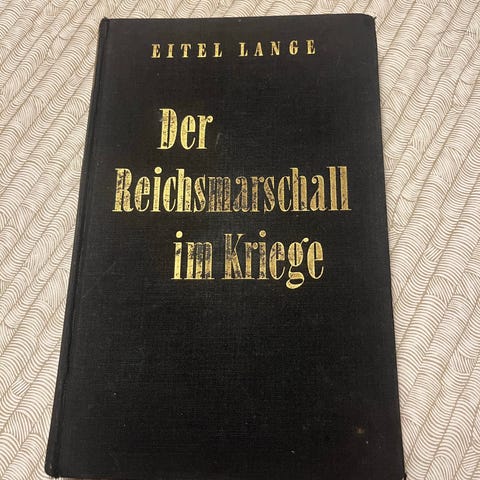 EITEL LANGE
Der
Reichsmarschall
im Kriege